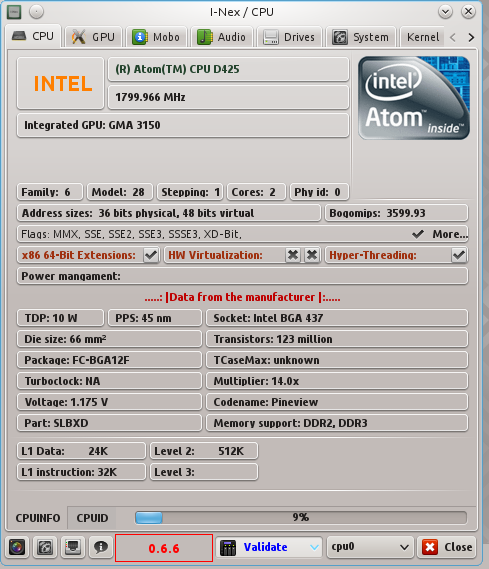 I-Nex / CPU
CPU GPU Mobo Audio Drives System Kernel
INTEL
(R) Atom(TM) CPU D425
1799.966 MHz
Integrated GPU: GMA 3150
intel
Atom
inside™
Family: 6 Model: 28 Stepping: 1 Cores: 2 Phy id: 0
Address sizes: 36 bits physical, 48 bits virtual Bogomips: 3599.93
Flags: MMX, SSE, SSE2, SSE3, SSSE3, XD-Bit, More...
x86 64-Bit Extensions: HW Virtualization: Hyper-Threading:
Power mangament:
.....: |Data from the manufacturer |:.....
TDP: 10 W PPS: 45 nm Socket: Intel BGA 437
Die size: 66 mm² Transistors: 123 million
Package: FC-BGA12F TCaseMax: unknown
Turboclock: NA Multiplier: 14.0x
Voltage: 1.175 V Codename: Pineview
Part: SLBXD Memory support: DDR2, DDR3
L1 Data: 24K Level 2: 512K
L1 instruction: 32K Level 3:
CPUINFO CPUID 9%
0.6.6 Validate cpu0 Close